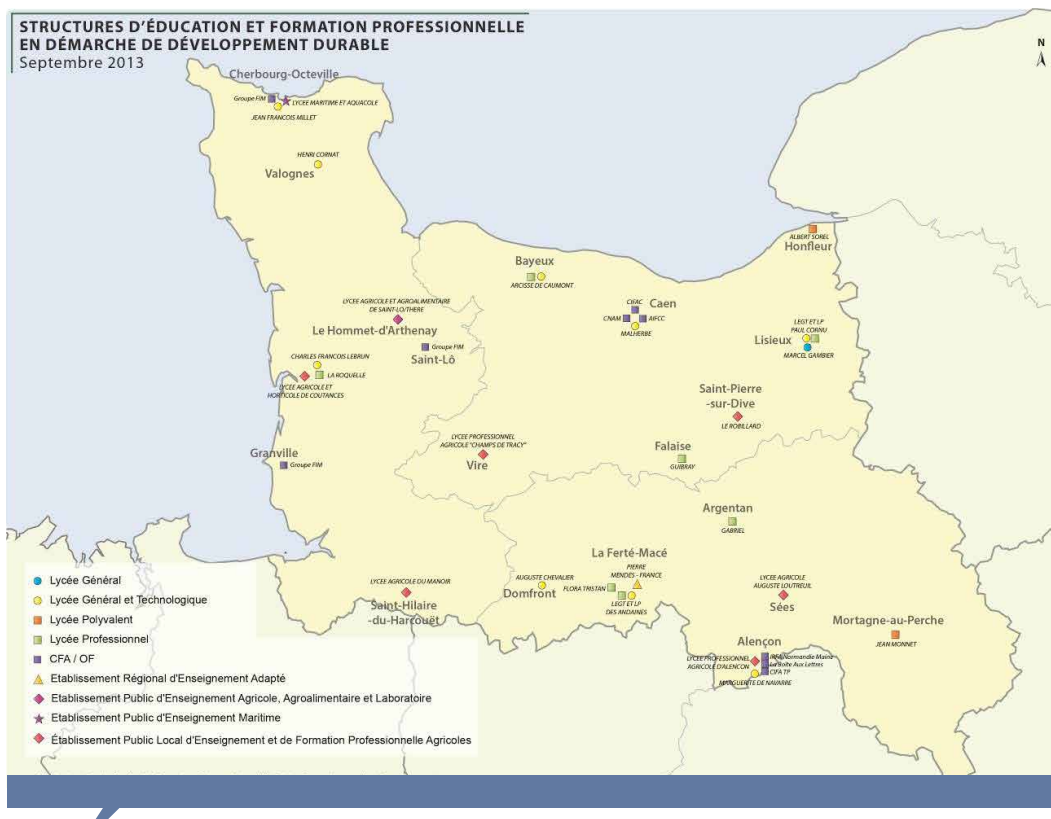 STRUCTURES D'ÉDUCATION ET FORMATION PROFESSIONNELLE
EN DÉMARCHE DE DÉVELOPPEMENT DURABLE
Septembre 2013
N
Cherbourg-Octeville
Groupe FIM
LYCEE MARITIME ET AQUACOLE
JEAN FRANCOIS MILLET
HENRI CORNAT
Valognes
ALBERT SOREL
Honfleur
Bayeux
ARCISSE DE CAUMONT
CIFAC
Caen
CNAM
AIFCC
MALHERBE
LYCEE AGRICOLE ET AGROALIMENTAIRE
DE SAINT-LO/THERE
Le Hommet-d'Arthenay
Groupe FIM
Saint-Lô
LEGT ET LP
PAUL CORNU
Lisieux
MARCEL GAMBIER
CHARLES FRANCOIS LEBRUN
LA ROQUELLE
LYCEE AGRICOLE ET
HORTICOLE DE COUTANCES
Saint-Pierre
-sur-Dive
LE ROBILLARD
LYCEE PROFESSIONNEL
AGRICOLE "CHAMPS DE TRACY"
Vire
Falaise
GUIBRAY
Granville
Groupe FIM
Argentan
GABRIEL
La Ferté-Macé
PIERRE
MENDES - FRANCE
FLORA TRISTAN
LEGT ET LP
DES ANDAINES
AUGUSTE CHEVALIER
Domfront
LYCEE AGRICOLE
AUGUSTE LOUTREUIL
Sées
LYCEE AGRICOLE DU MANOIR
Saint-Hilaire
-du-Harcouët
Mortagne-au-Perche
JEAN MONNET
Alençon
Normandie Maine
La Boite Aux Lettres
CIFA TP
LYCEE PROFESSIONNEL
AGRICOLE D'ALENCON
MARGUERITE DE NAVARRE
Lycée Général
Lycée Général et Technologique
Lycée Polyvalent
Lycée Professionnel
CFA / OF
Etablissement Régional d'Enseignement Adapté
Etablissement Public d'Enseignement Agricole, Agroalimentaire et Laboratoire
Etablissement Public d'Enseignement Maritime
Établissement Public Local d'Enseignement et de Formation Professionnelle Agricoles